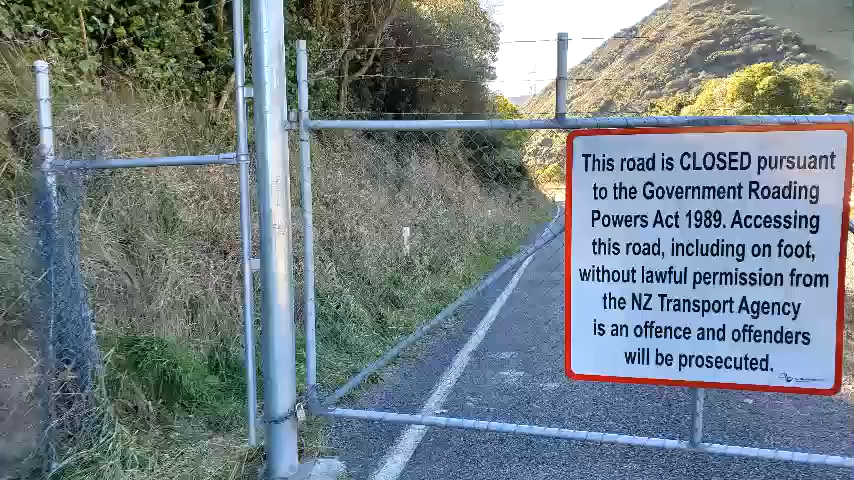 This road is CLOSED pursuant
to the Government Roading
Powers Act 1989. Accessing
this road, including on foot,
without lawful permission from
the NZ Transport Agency
is an offence and offenders
will be prosecuted.